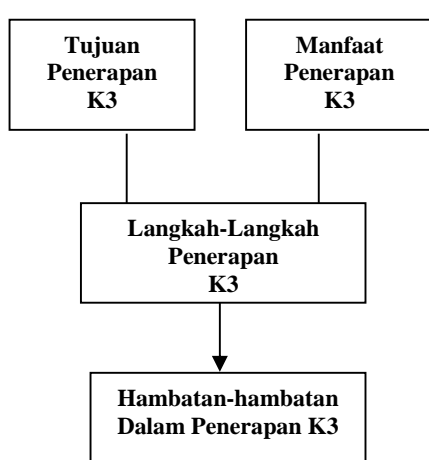 Tujuan
Penerapan
K3
Manfaat
Penerapan
K3
Langkah-Langkah
Penerapan
K3
Hambatan-hambatan
Dalam Penerapan K3